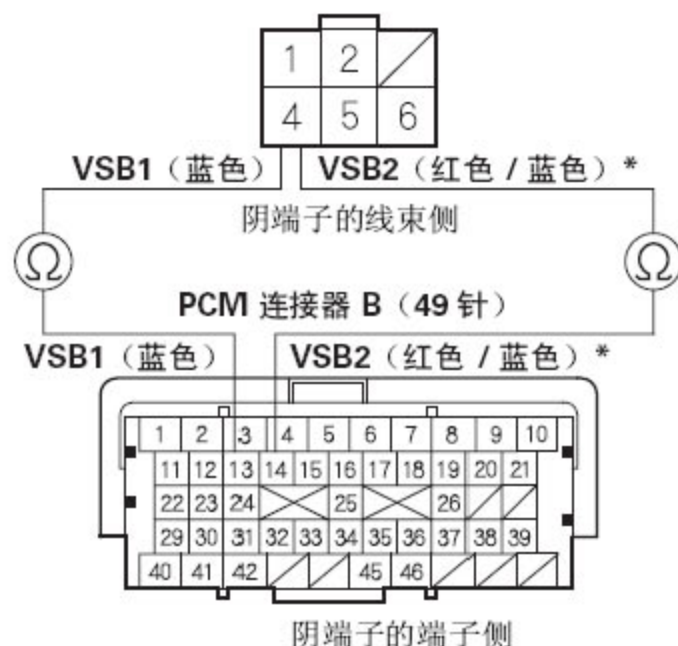 1 2
4 5 6
VSB1（蓝色） VSB2（红色 / 蓝色）*
阴端子的线束侧
Ω Ω
PCM 连接器 B（49 针）
VSB1（蓝色） VSB2（红色 / 蓝色）*
1 2 3 4 5 6 7 8 9 10
11 12 13 14 15 16 17 18 19 20 21
22 23 24 25 26
29 30 31 32 33 34 35 36 37 38 39
40 41 42 45 46
阴端子的端子侧